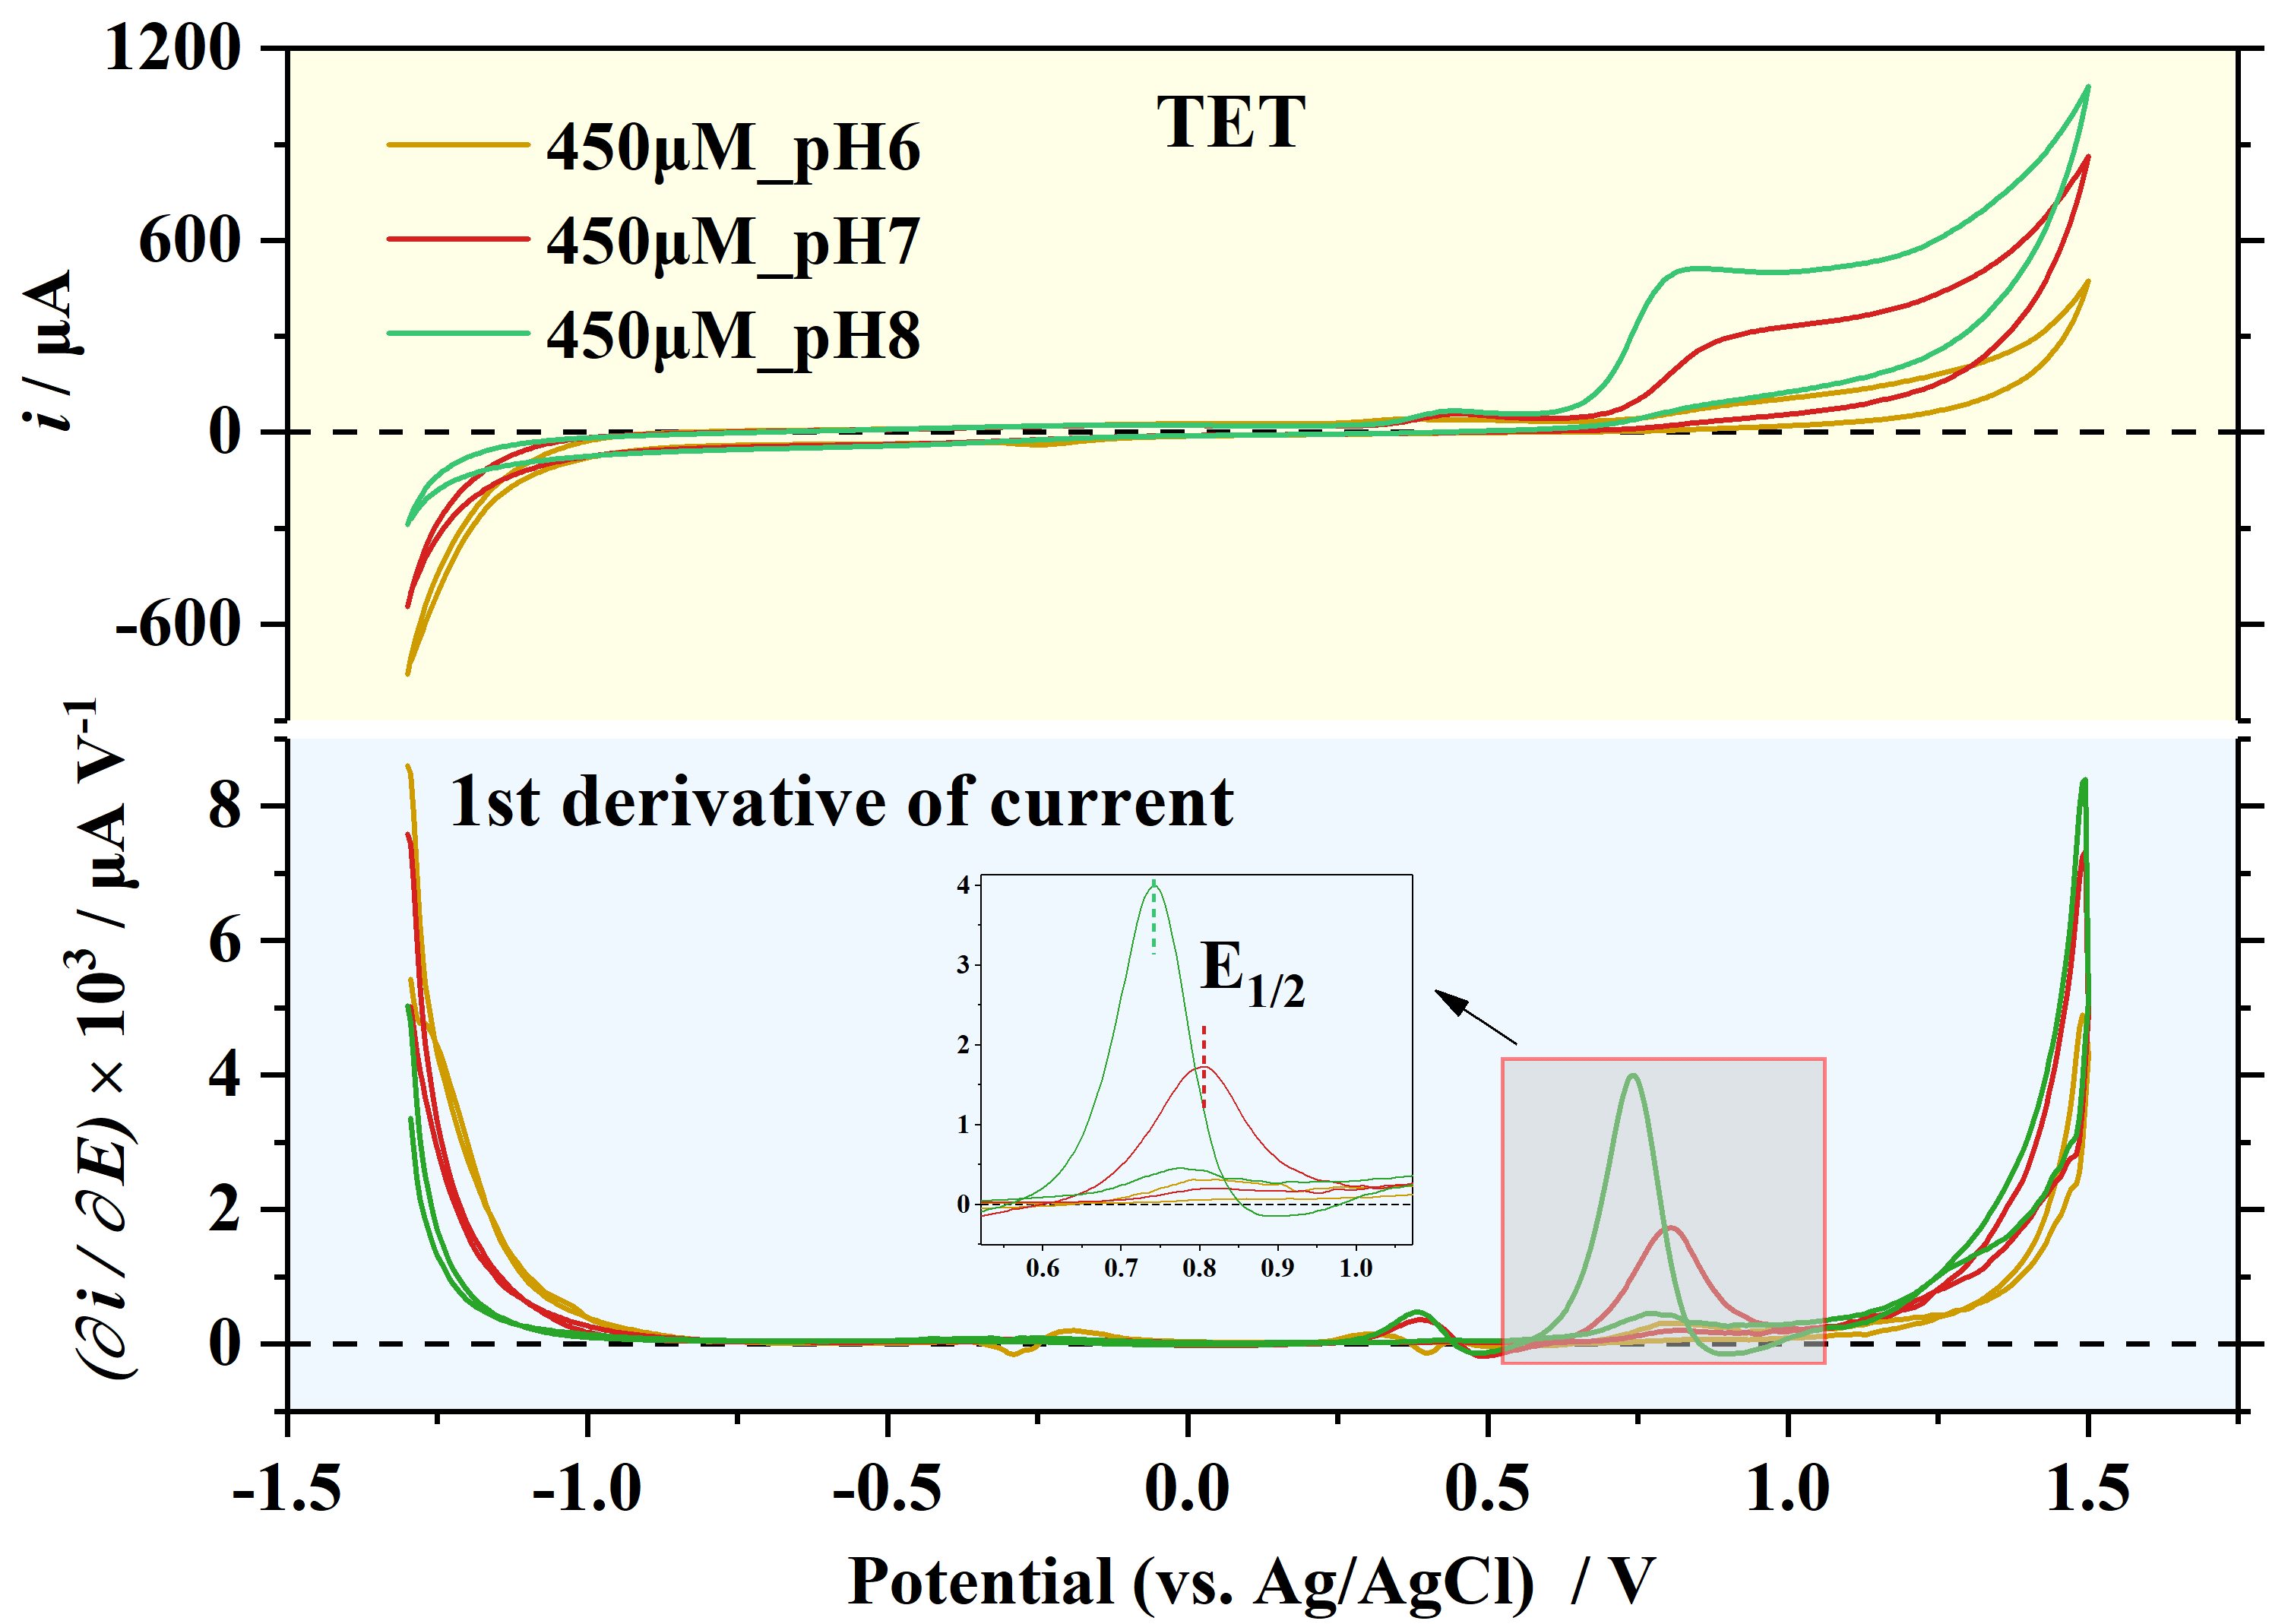 1200
600
0
-600
i / μA
TET
450μM_pH6
450μM_pH7
450μM_pH8
8
6
4
2
0
(∂i / ∂E) × 10³ / μA V⁻¹
1st derivative of current
4
3
2
1
0
E1/2
0.6 0.7 0.8 0.9 1.0
-1.5 -1.0 -0.5 0.0 0.5 1.0 1.5
Potential (vs. Ag/AgCl) / V